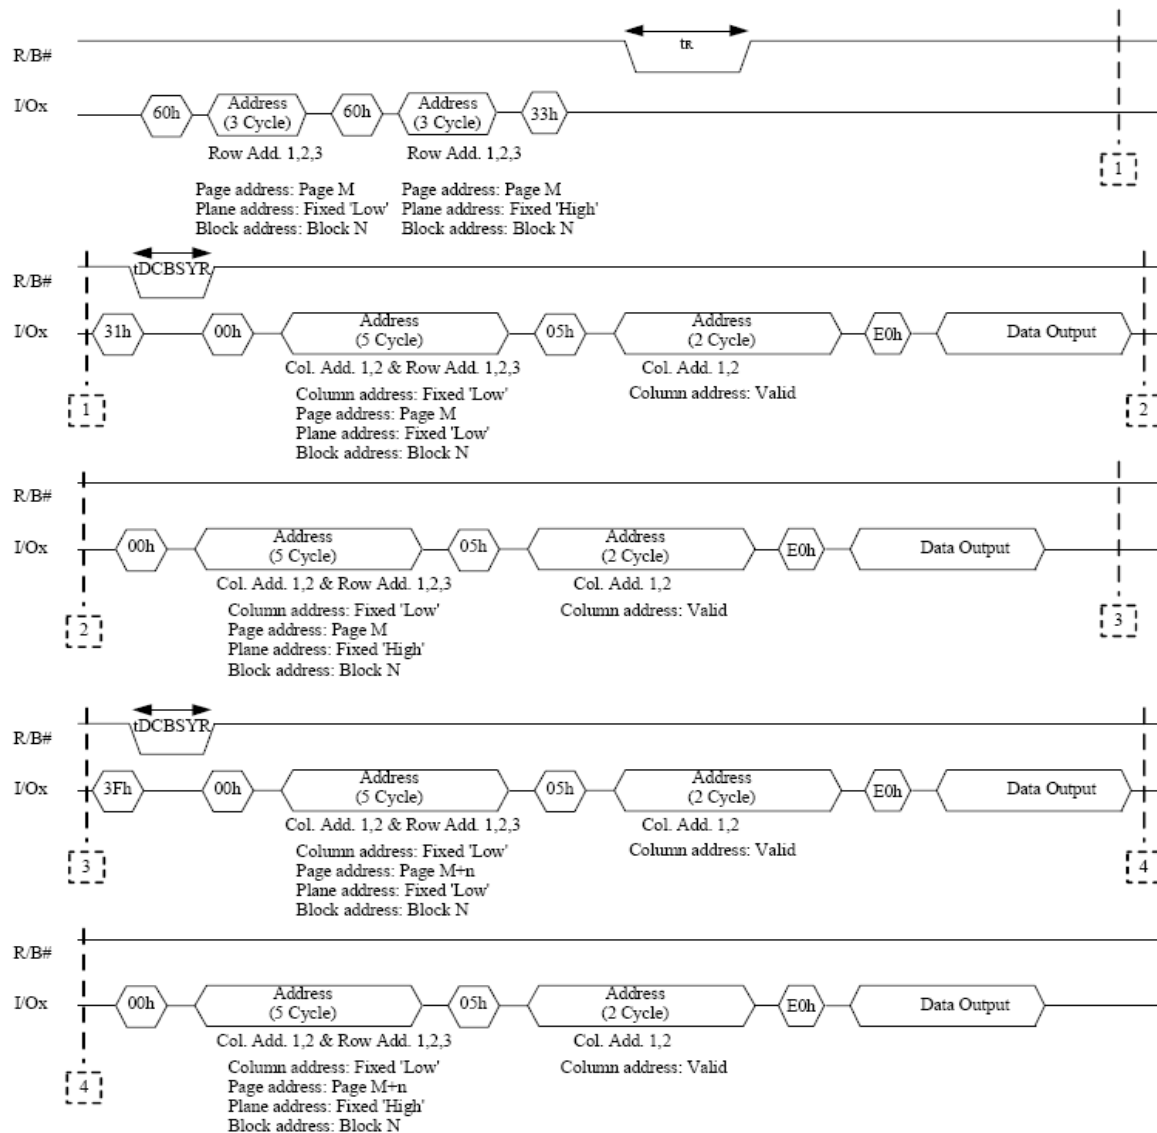 R/B#
tR
I/Ox
60h
Address
(3 Cycle)
60h
Address
(3 Cycle)
33h
Row Add. 1,2,3
Row Add. 1,2,3
1
Page address: Page M
Plane address: Fixed 'Low'
Block address: Block N
Page address: Page M
Plane address: Fixed 'High'
Block address: Block N
R/B#
tDCBSYR
I/Ox
31h
00h
Address
(5 Cycle)
05h
Address
(2 Cycle)
E0h
Data Output
Col. Add. 1,2 & Row Add. 1,2,3
Col. Add. 1,2
Column address: Fixed 'Low'
Page address: Page M
Plane address: Fixed 'Low'
Block address: Block N
Column address: Valid
1
2
R/B#
I/Ox
00h
Address
(5 Cycle)
05h
Address
(2 Cycle)
E0h
Data Output
Col. Add. 1,2 & Row Add. 1,2,3
Col. Add. 1,2
Column address: Fixed 'Low'
Page address: Page M
Plane address: Fixed 'High'
Block address: Block N
Column address: Valid
2
3
R/B#
tDCBSYR
I/Ox
3Fh
00h
Address
(5 Cycle)
05h
Address
(2 Cycle)
E0h
Data Output
Col. Add. 1,2 & Row Add. 1,2,3
Col. Add. 1,2
Column address: Fixed 'Low'
Page address: Page M+n
Plane address: Fixed 'Low'
Block address: Block N
Column address: Valid
3
4
R/B#
I/Ox
00h
Address
(5 Cycle)
05h
Address
(2 Cycle)
E0h
Data Output
Col. Add. 1,2 & Row Add. 1,2,3
Col. Add. 1,2
Column address: Fixed 'Low'
Page address: Page M+n
Plane address: Fixed 'High'
Block address: Block N
Column address: Valid
4